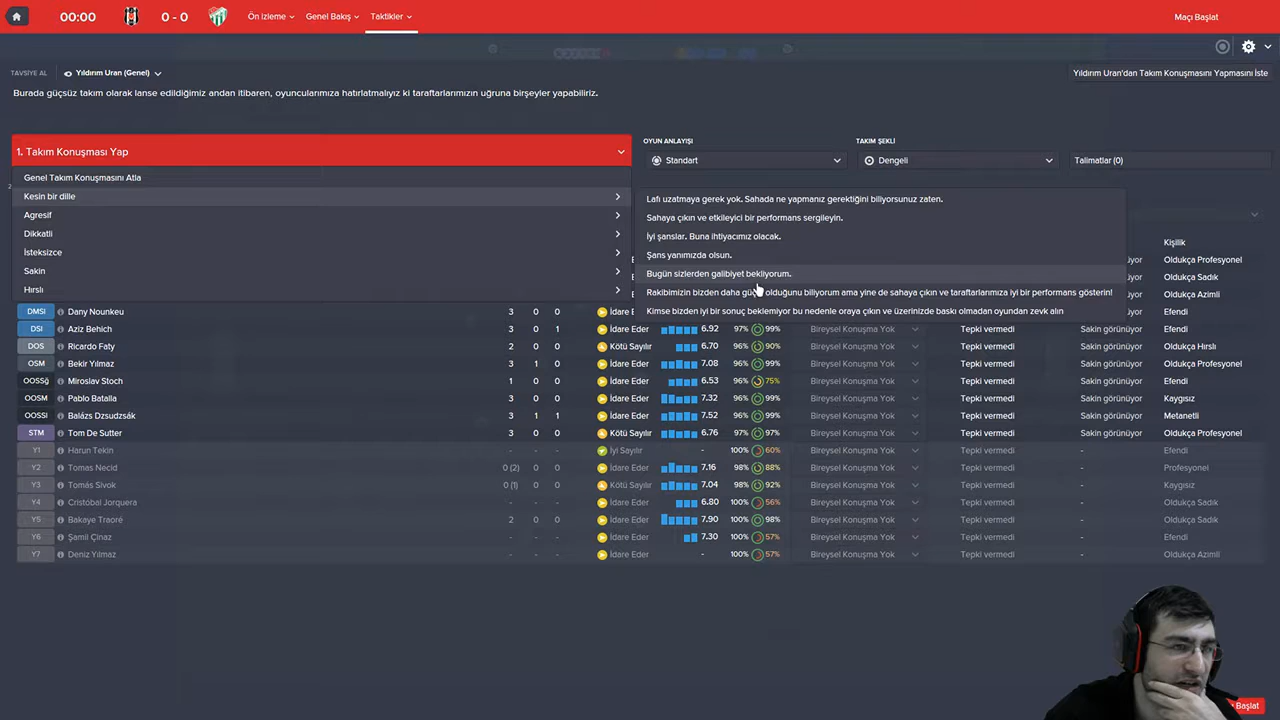 00:00 0 - 0 Ön izleme Genel Bakış Taktikler Maçı Başlat
TAVSİYE AL Yıldırım Uran (Genel) Yıldırım Uran'dan Takım Konuşmasını Yapmasını İste
Burada güçsüz takım olarak lanse edildiğimiz andan itibaren, oyuncularımıza hatırlatmalıyız ki taraftarlarımızın uğruna birşeyler yapabiliriz.
OYUN ANLAYIŞI TAKIM ŞEKLİ
1. Takım Konuşması Yap Standart Dengeli Talimatlar (0)
Genel Takım Konuşmasını Atla
Kesin bir dille
Agresif
Dikkatli
İsteksizce
Sakin
Hırslı
Lafı uzatmaya gerek yok. Sahada ne yapmanız gerektiğini biliyorsunuz zaten.
Sahaya çıkın ve etkileyici bir performans sergileyin.
İyi şanslar. Buna ihtiyacımız olacak.
Şans yanımızda olsun.
Bugün sizlerden galibiyet bekliyorum.
Rakibimizin bizden daha olduğunu biliyorum ama yine de sahaya çıkın ve taraftarlarımıza iyi bir performans gösterin!
Kimse bizden iyi bir sonuç beklemiyor bu nedenle oraya çıkın ve üzerinizde baskı olmadan oyundan zevk alın
Kişilik
Oldukça Profesyonel
Oldukça Sadık
Oldukça Azimli
DMSI Dany Nounkeu 3 0 0 Efendi
DSI Aziz Behich 3 0 1 İdare Eder 6.92 97% 99% Bireysel Konuşma Yok Tepki vermedi Sakin görünüyor Efendi
DOS Ricardo Faty 2 0 0 Kötü Sayılır 6.70 96% 90% Bireysel Konuşma Yok Tepki vermedi Sakin görünüyor Oldukça Hırslı
OSM Bekir Yılmaz 3 1 0 İdare Eder 7.08 96% 99% Bireysel Konuşma Yok Tepki vermedi Sakin görünüyor Oldukça Profesyonel
OOSSğ Miroslav Stoch 1 0 0 İdare Eder 6.53 96% 75% Bireysel Konuşma Yok Tepki vermedi Sakin görünüyor Efendi
OOSM Pablo Batalla 3 0 0 İdare Eder 7.32 96% 99% Bireysel Konuşma Yok Tepki vermedi Sakin görünüyor Kaygısız
OOSSI Balázs Dzsudzsák 3 1 1 İdare Eder 7.52 96% 99% Bireysel Konuşma Yok Tepki vermedi Sakin görünüyor Metanetli
STM Tom De Sutter 3 0 0 Kötü Sayılır 6.76 97% 97% Bireysel Konuşma Yok Tepki vermedi Sakin görünüyor Oldukça Profesyonel
Y1 Harun Tekin - - - İyi Sayılır - 100% 60% Bireysel Konuşma Yok Tepki vermedi - Efendi
Y2 Tomas Necid 0 (2) 0 0 İdare Eder 7.16 98% 88% Bireysel Konuşma Yok Tepki vermedi - Profesyonel
Y3 Tomás Sivok 0 (1) 0 0 Kötü Sayılır 7.04 98% 92% Bireysel Konuşma Yok Tepki vermedi - Kaygısız
Y4 Cristóbal Jorquera - - - İdare Eder 6.80 100% 56% Bireysel Konuşma Yok Tepki vermedi - Oldukça Sadık
Y5 Bakaye Traoré 2 0 0 İdare Eder 7.90 100% 98% Bireysel Konuşma Yok Tepki vermedi - Oldukça Sadık
Y6 Şamil Çinaz - - - İdare Eder 7.30 100% 57% Bireysel Konuşma Yok Tepki vermedi - Efendi
Y7 Deniz Yılmaz - - - İdare Eder - 100% 57% Bireysel Konuşma Yok Tepki vermedi - Oldukça Azimli
Başlat